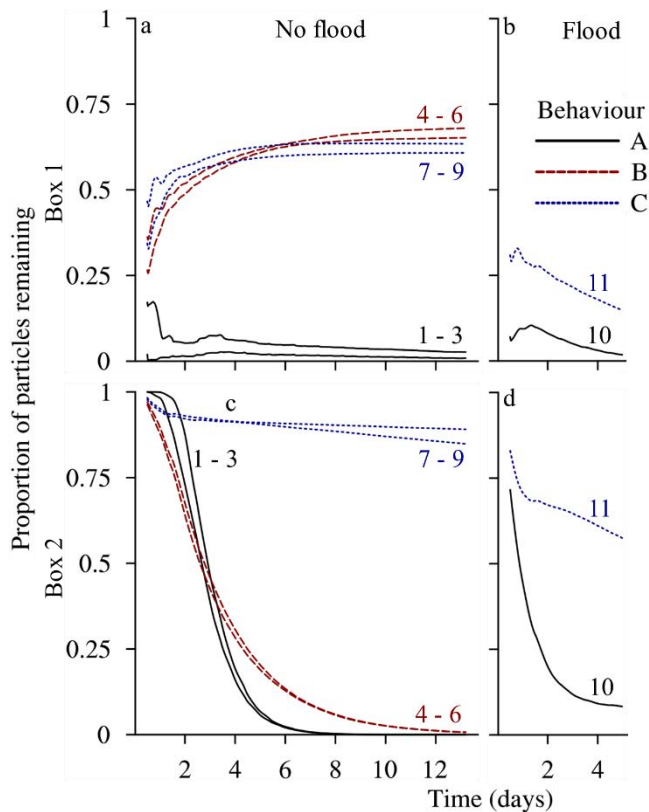 a No flood
b Flood
Behaviour
A
B
C
Proportion of particles remaining
Box 1
1
0.75
0.5
0.25
0
4 - 6
7 - 9
1 - 3
11
10
Box 2
1
0.75
0.5
0.25
0
c
1 - 3
7 - 9
4 - 6
d
11
10
2 4 6 8 10 12
2 4
Time (days)